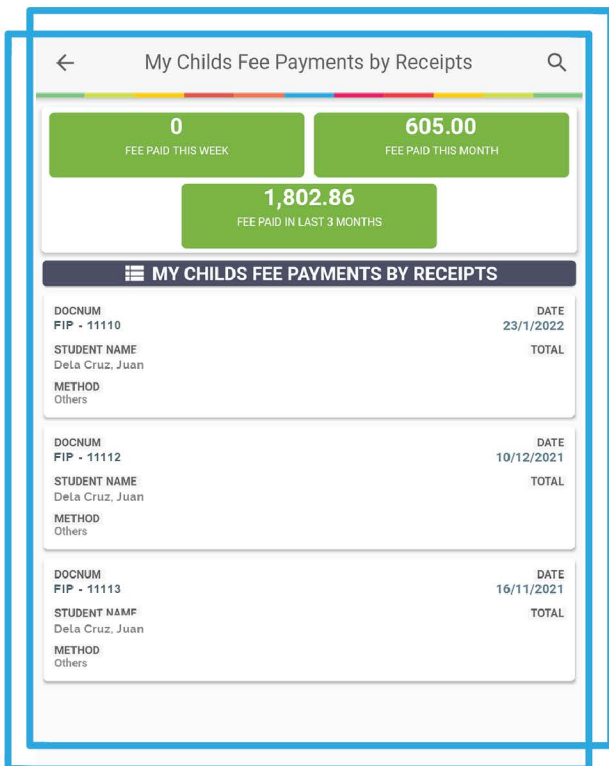 My Childs Fee Payments by Receipts
0
FEE PAID THIS WEEK
605.00
FEE PAID THIS MONTH
1,802.86
FEE PAID IN LAST 3 MONTHS
MY CHILDS FEE PAYMENTS BY RECEIPTS
DOCNUM DATE
FIP - 11110 23/1/2022
STUDENT NAME TOTAL
Dela Cruz, Juan
METHOD
Others
DOCNUM DATE
FIP - 11112 10/12/2021
STUDENT NAME TOTAL
Dela Cruz, Juan
METHOD
Others
DOCNUM DATE
FIP - 11113 16/11/2021
STUDENT NAME TOTAL
Dela Cruz, Juan
METHOD
Others